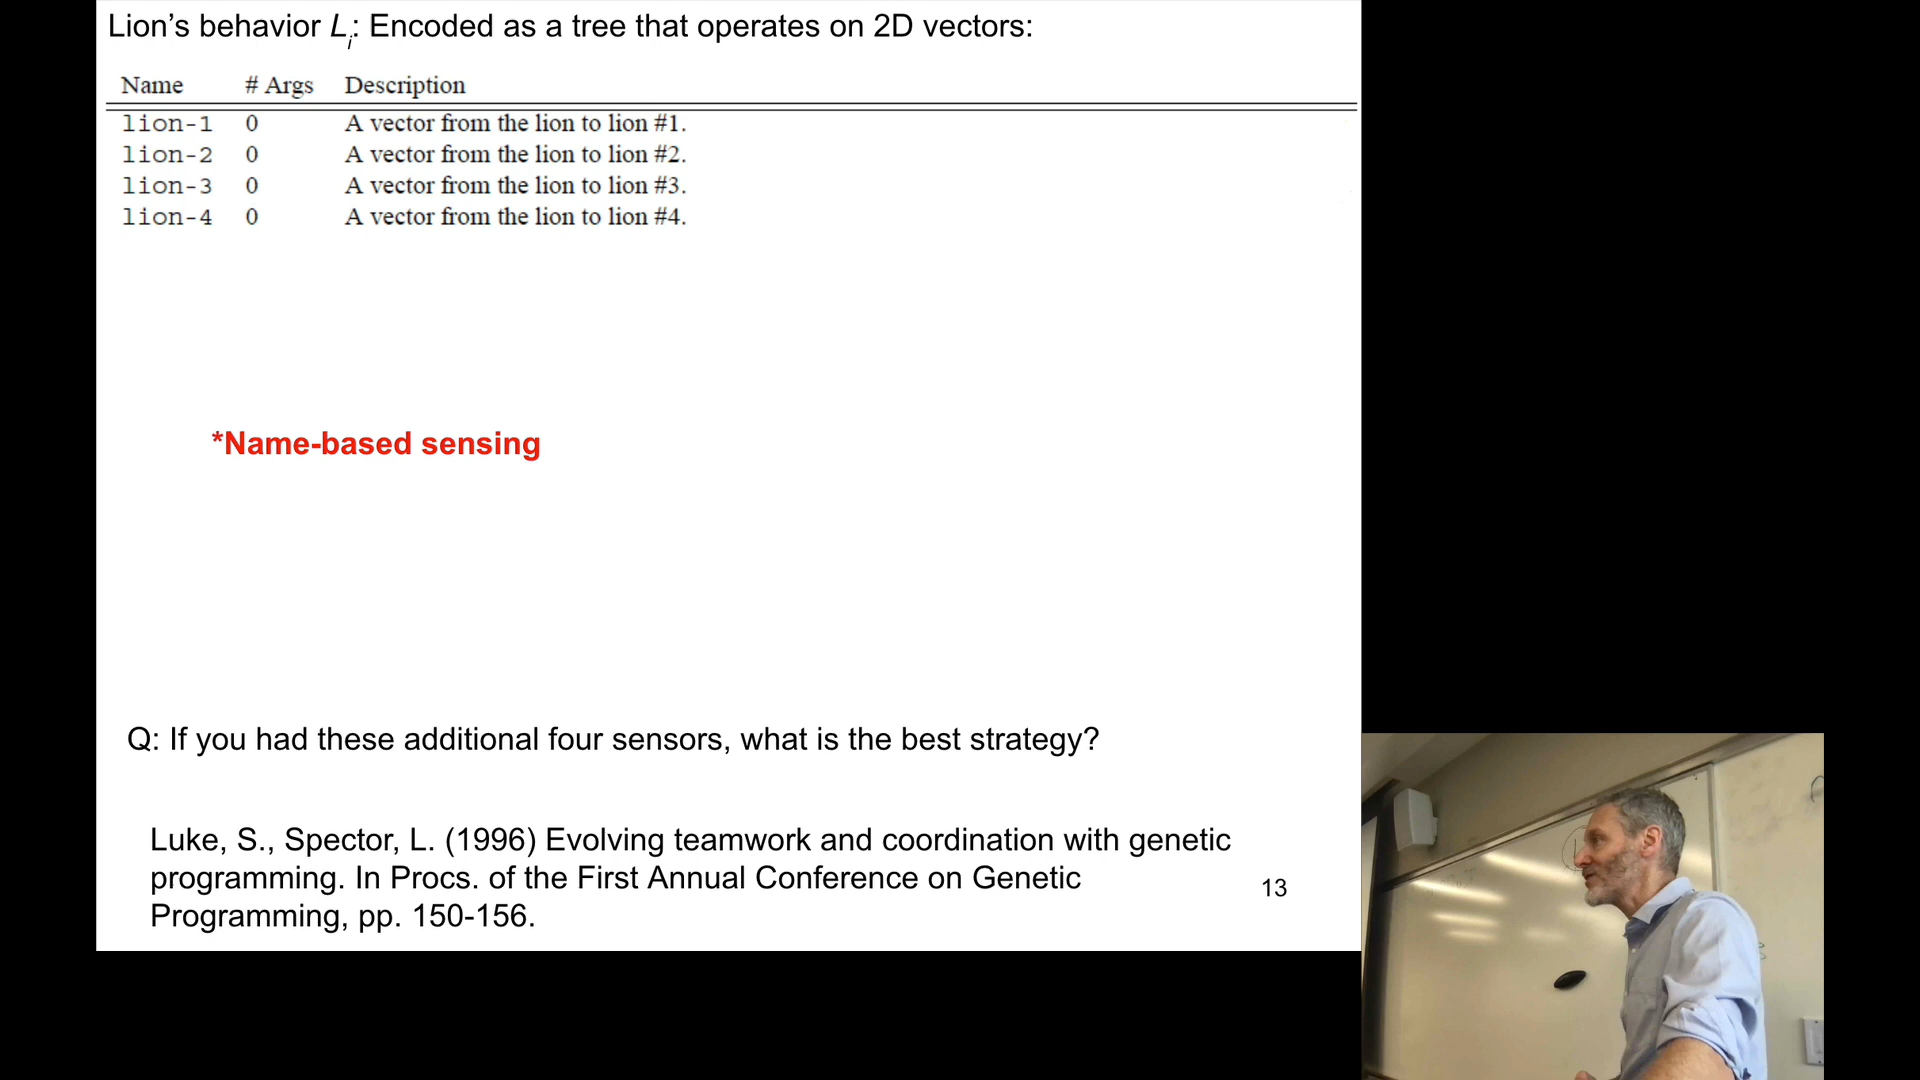 Lion’s behavior Li: Encoded as a tree that operates on 2D vectors:
Name # Args Description
lion-1 0 A vector from the lion to lion #1.
lion-2 0 A vector from the lion to lion #2.
lion-3 0 A vector from the lion to lion #3.
lion-4 0 A vector from the lion to lion #4.
*Name-based sensing
Q: If you had these additional four sensors, what is the best strategy?
Luke, S., Spector, L. (1996) Evolving teamwork and coordination with genetic
programming. In Procs. of the First Annual Conference on Genetic
Programming, pp. 150-156.
13